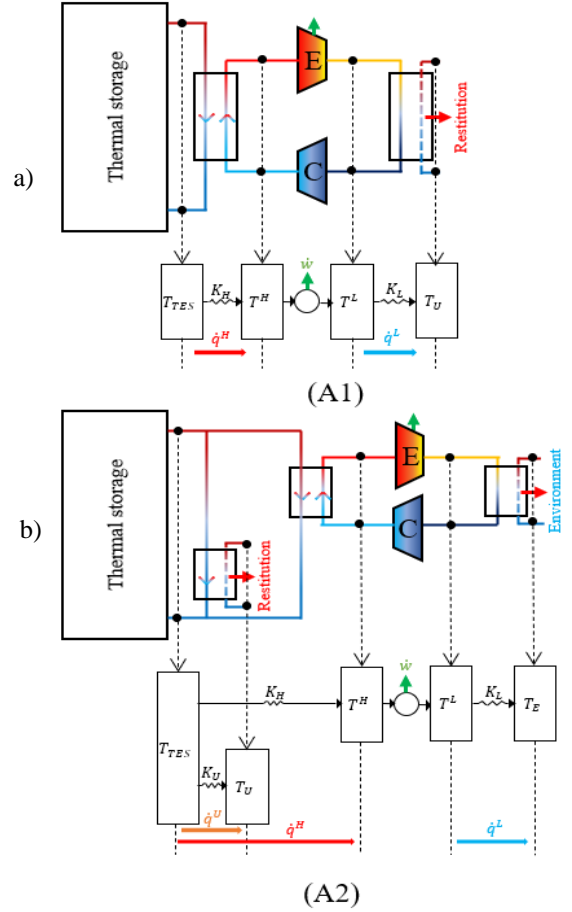 a)
Thermal storage
E
C
Restitution
ẇ
T_TES
K_H
T^H
T^L
K_L
T_U
q̇^H
q̇^L
(A1)
b)
Thermal storage
E
C
Environment
Restitution
ẇ
K_H
T^H
T^L
K_L
T_E
T_TES
K_U
T_U
q̇^U
q̇^H
q̇^L
(A2)